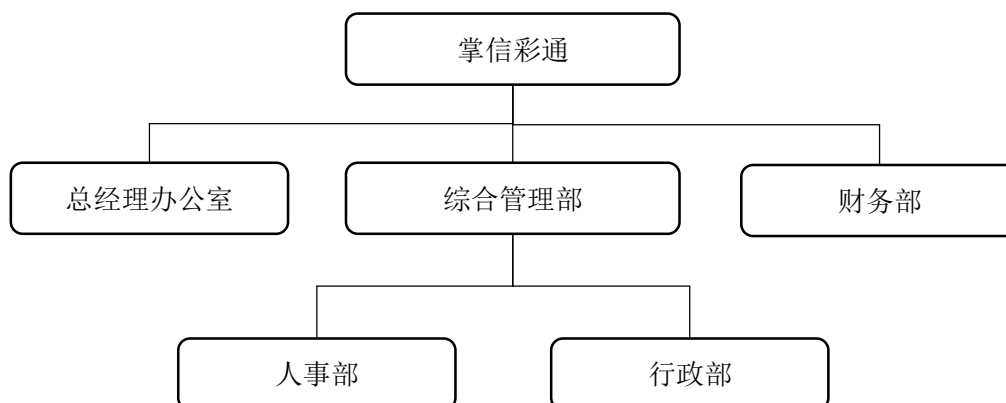 掌信彩通
总经理办公室
综合管理部
财务部
人事部
行政部